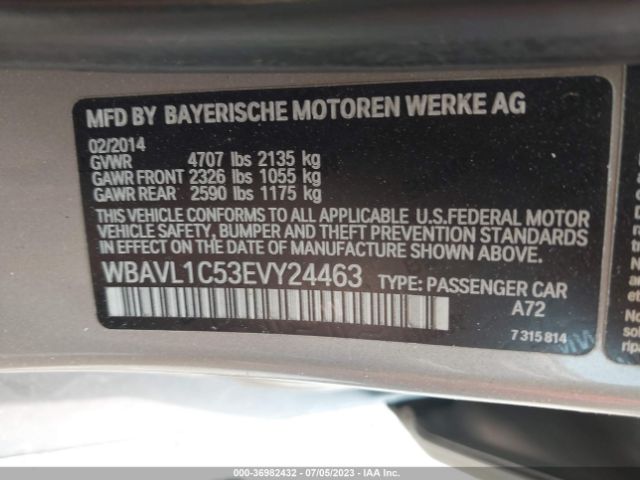 MFD BY BAYERISCHE MOTOREN WERKE AG
02/2014
GVWR 4707 lbs 2135 kg
GAWR FRONT 2326 lbs 1055 kg
GAWR REAR 2590 lbs 1175 kg
THIS VEHICLE CONFORMS TO ALL APPLICABLE U.S.FEDERAL MOTOR
VEHICLE SAFETY, BUMPER AND THEFT PREVENTION STANDARDS
IN EFFECT ON THE DATE OF MANUFACTURE SHOWN ABOVE.
WBAVL1C53EVY24463 TYPE: PASSENGER CAR
A72
7 315 814
No
000-36982432 - 07/05/2023 - IAA, Inc.